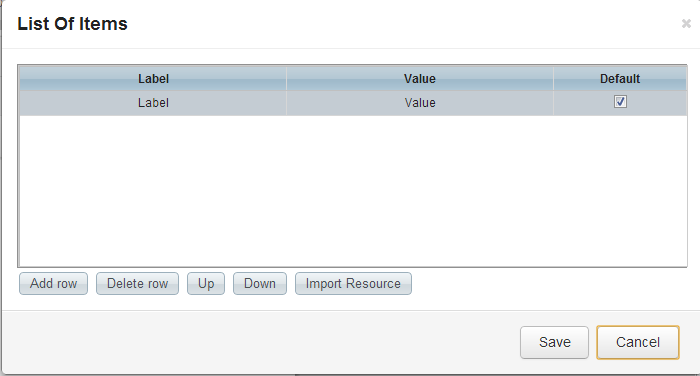 List Of Items
Label Value Default
Label Value
Add row Delete row Up Down Import Resource
Save Cancel